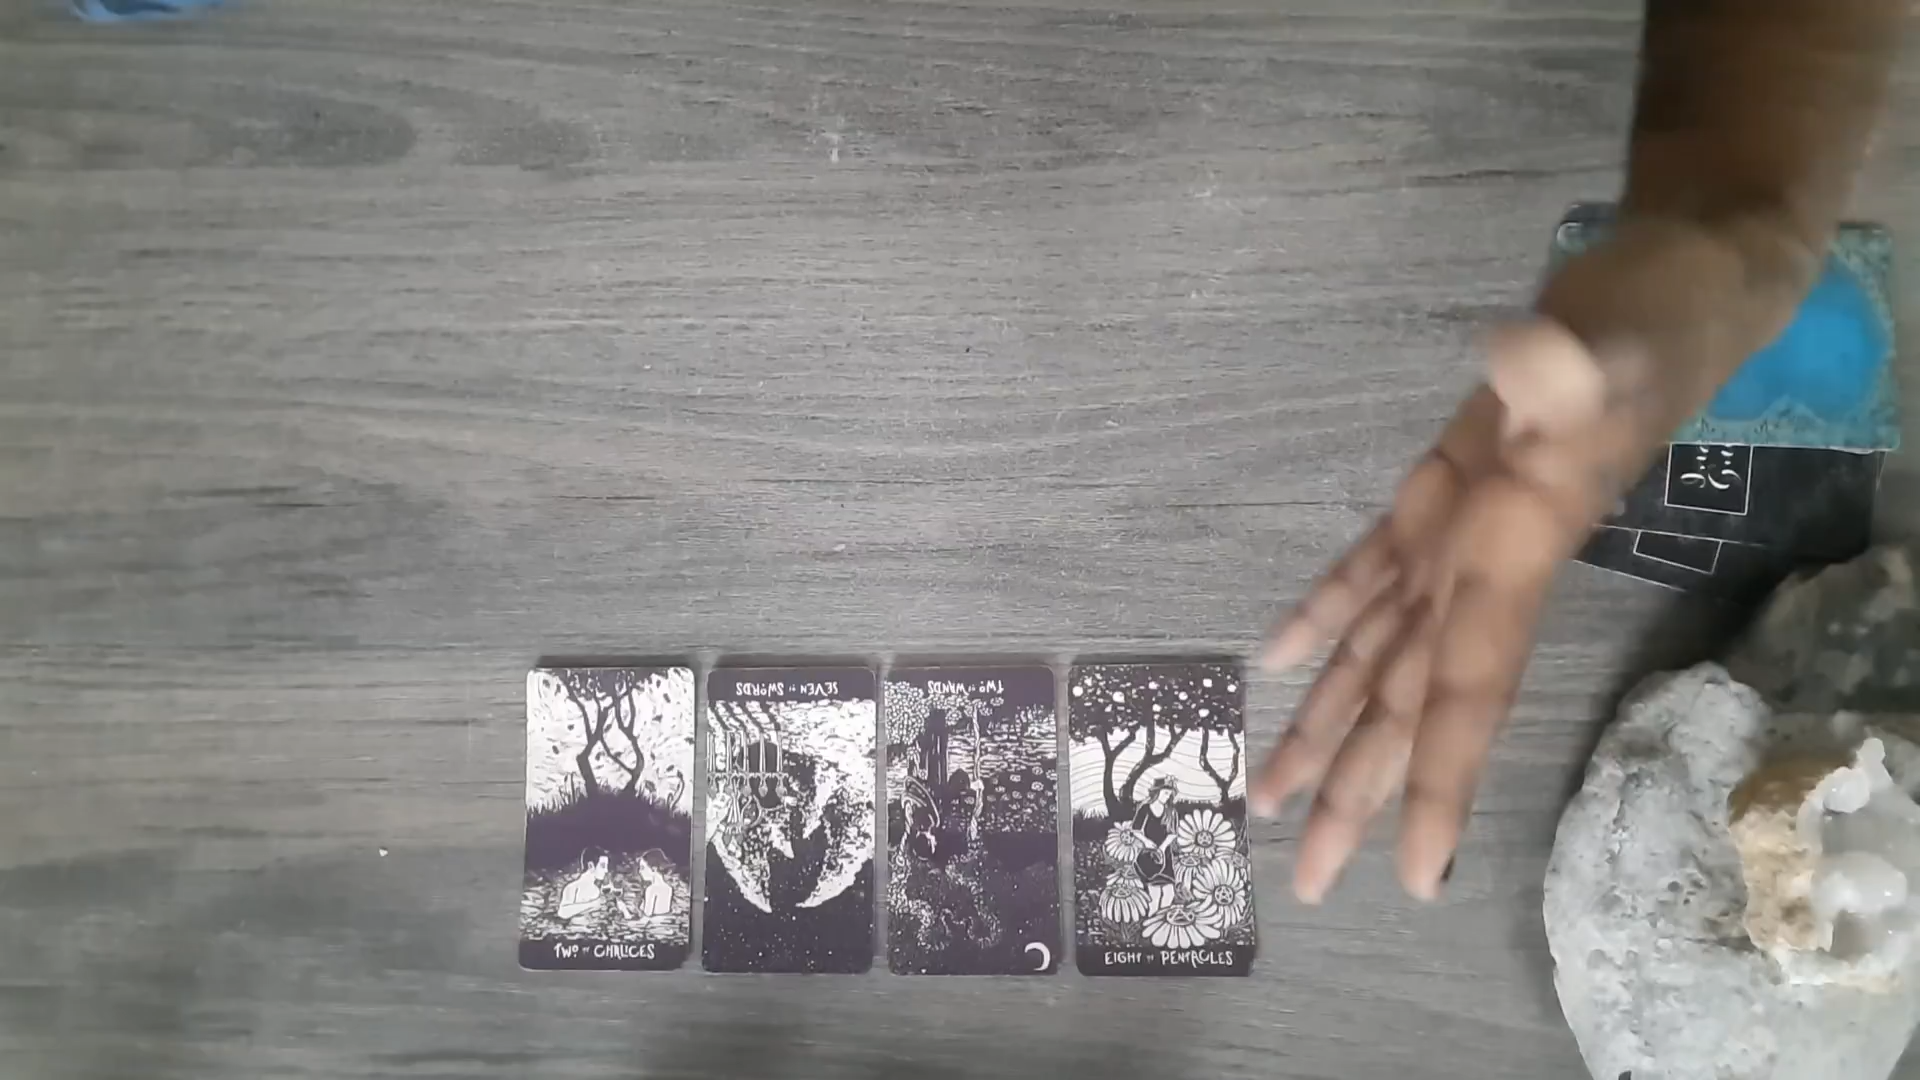 SEVEN OF SWORDS
TWO OF WANDS
TWO OF CHALICES
EIGHT OF PENTACLES